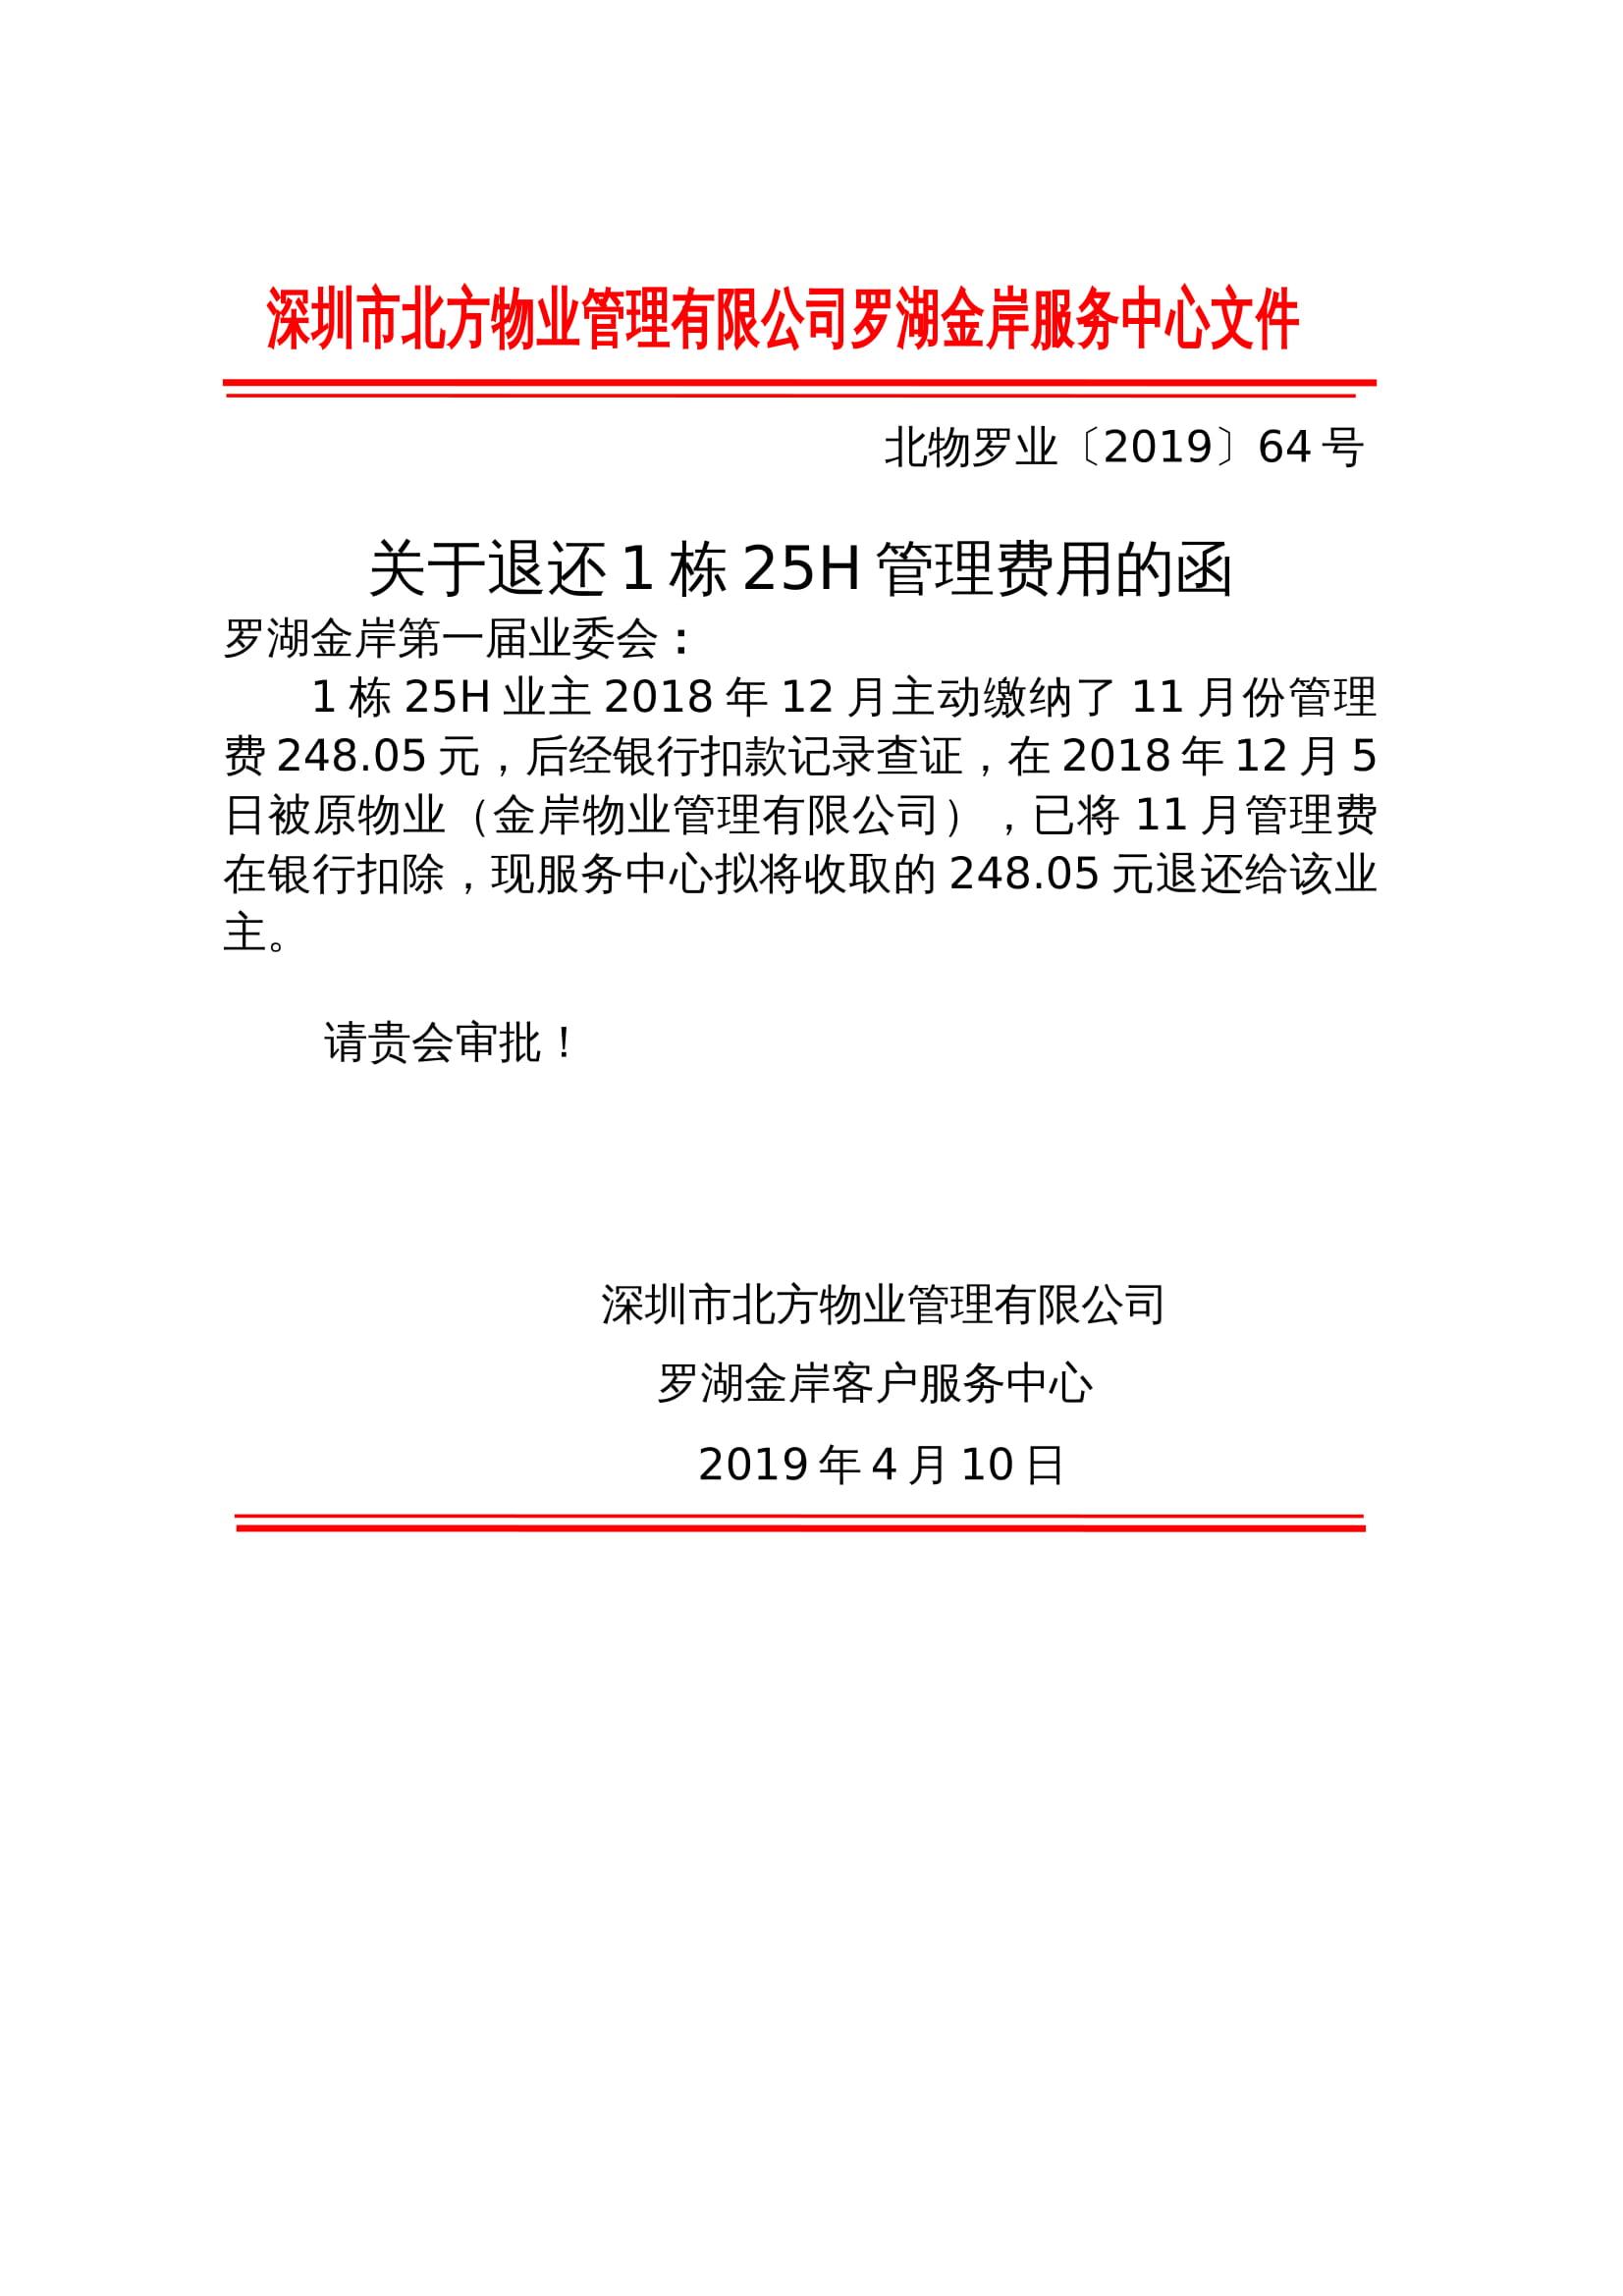 深圳市北方物业管理有限公司罗湖金岸服务中心文件
北物罗业〔2019〕64 号
关于退还 1 栋 25H 管理费用的函
罗湖金岸第一届业委会：
1 栋 25H 业主 2018 年 12 月主动缴纳了 11 月份管理
费 248.05 元，后经银行扣款记录查证，在 2018 年 12 月 5
日被原物业（金岸物业管理有限公司），已将 11 月管理费
在银行扣除，现服务中心拟将收取的 248.05 元退还给该业
主。
请贵会审批！
深圳市北方物业管理有限公司
罗湖金岸客户服务中心
2019 年 4 月 10 日